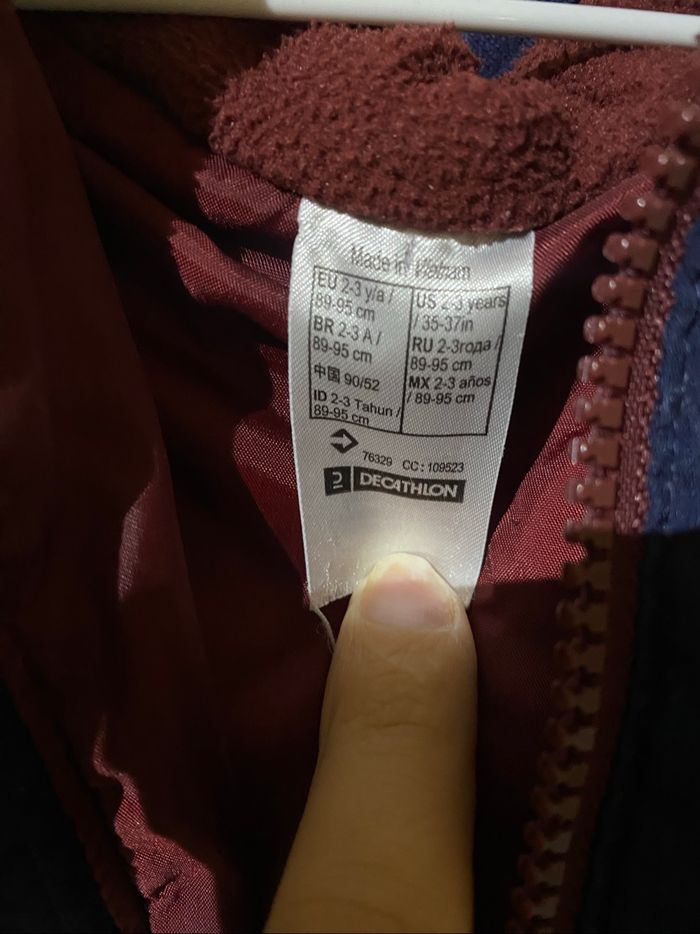 Made in Vietnam
EU 2-3 y/a /
89-95 cm
BR 2-3 A /
89-95 cm
中国 90/52
ID 2-3 Tahun /
89-95 cm
US 2-3 years
/ 35-37in
RU 2-3года /
89-95 cm
MX 2-3 años
/ 89-95 cm
76329 CC: 109523
DECATHLON